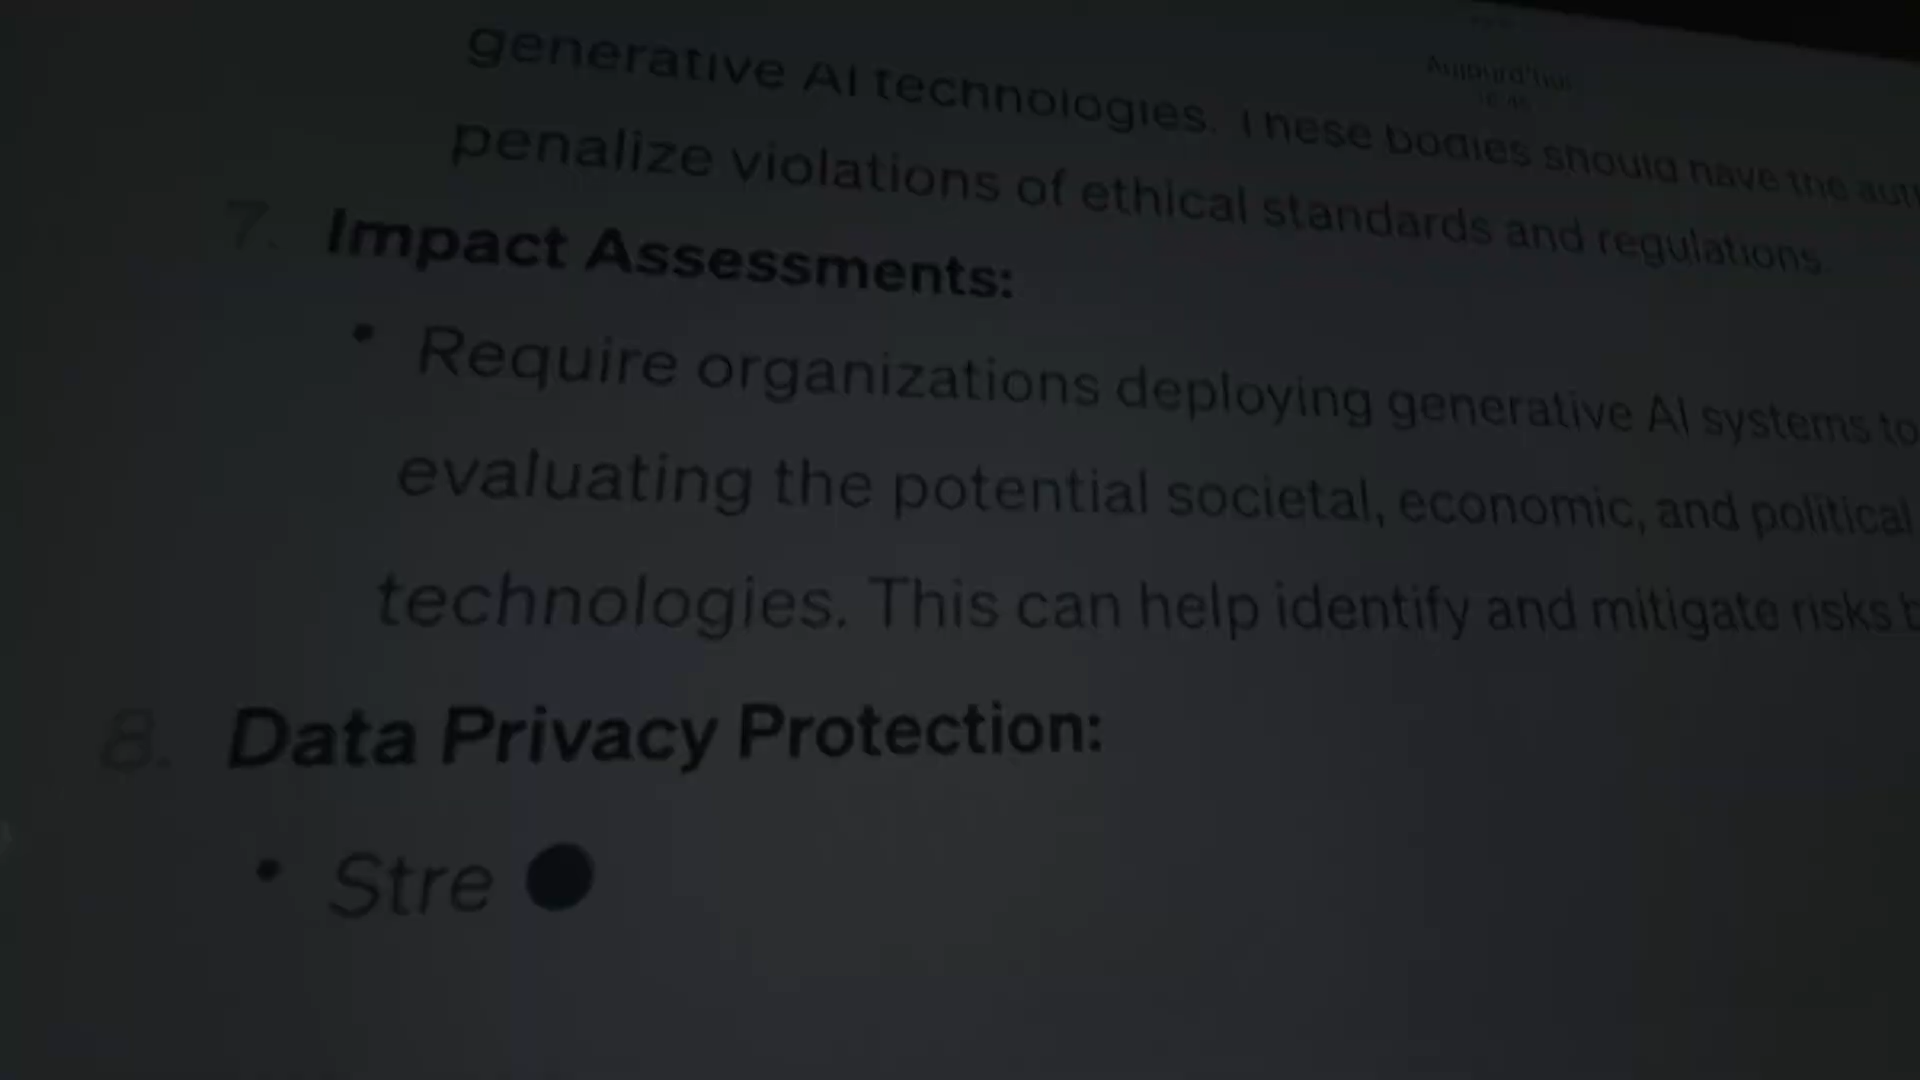 Aujourd'hui
generative AI technologies. These bodies should have the
penalize violations of ethical standards and regulations.
7. Impact Assessments:
• Require organizations deploying generative AI systems to
evaluating the potential societal, economic, and political
technologies. This can help identify and mitigate risks
8. Data Privacy Protection:
• Stre